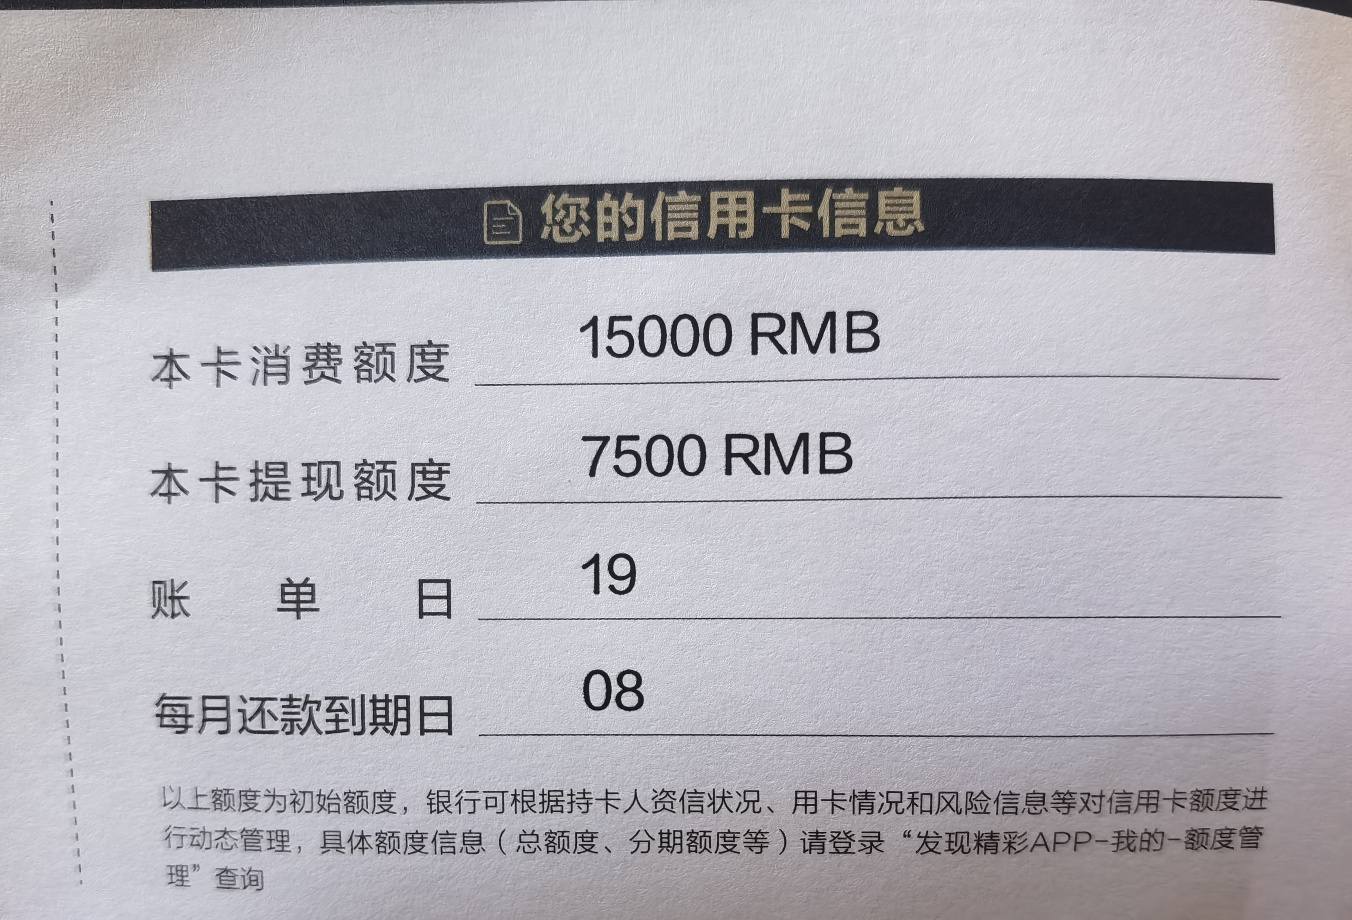 您的信用卡信息
本卡消费额度 15000 RMB
本卡提现额度 7500 RMB
账单日 19
每月还款到期日 08
以上额度为初始额度，银行可根据持卡人资信状况、用卡情况和风险信息等对信用卡额度进
行动态管理，具体额度信息（总额度、分期额度等）请登录“发现精彩APP-我的-额度管
理”查询